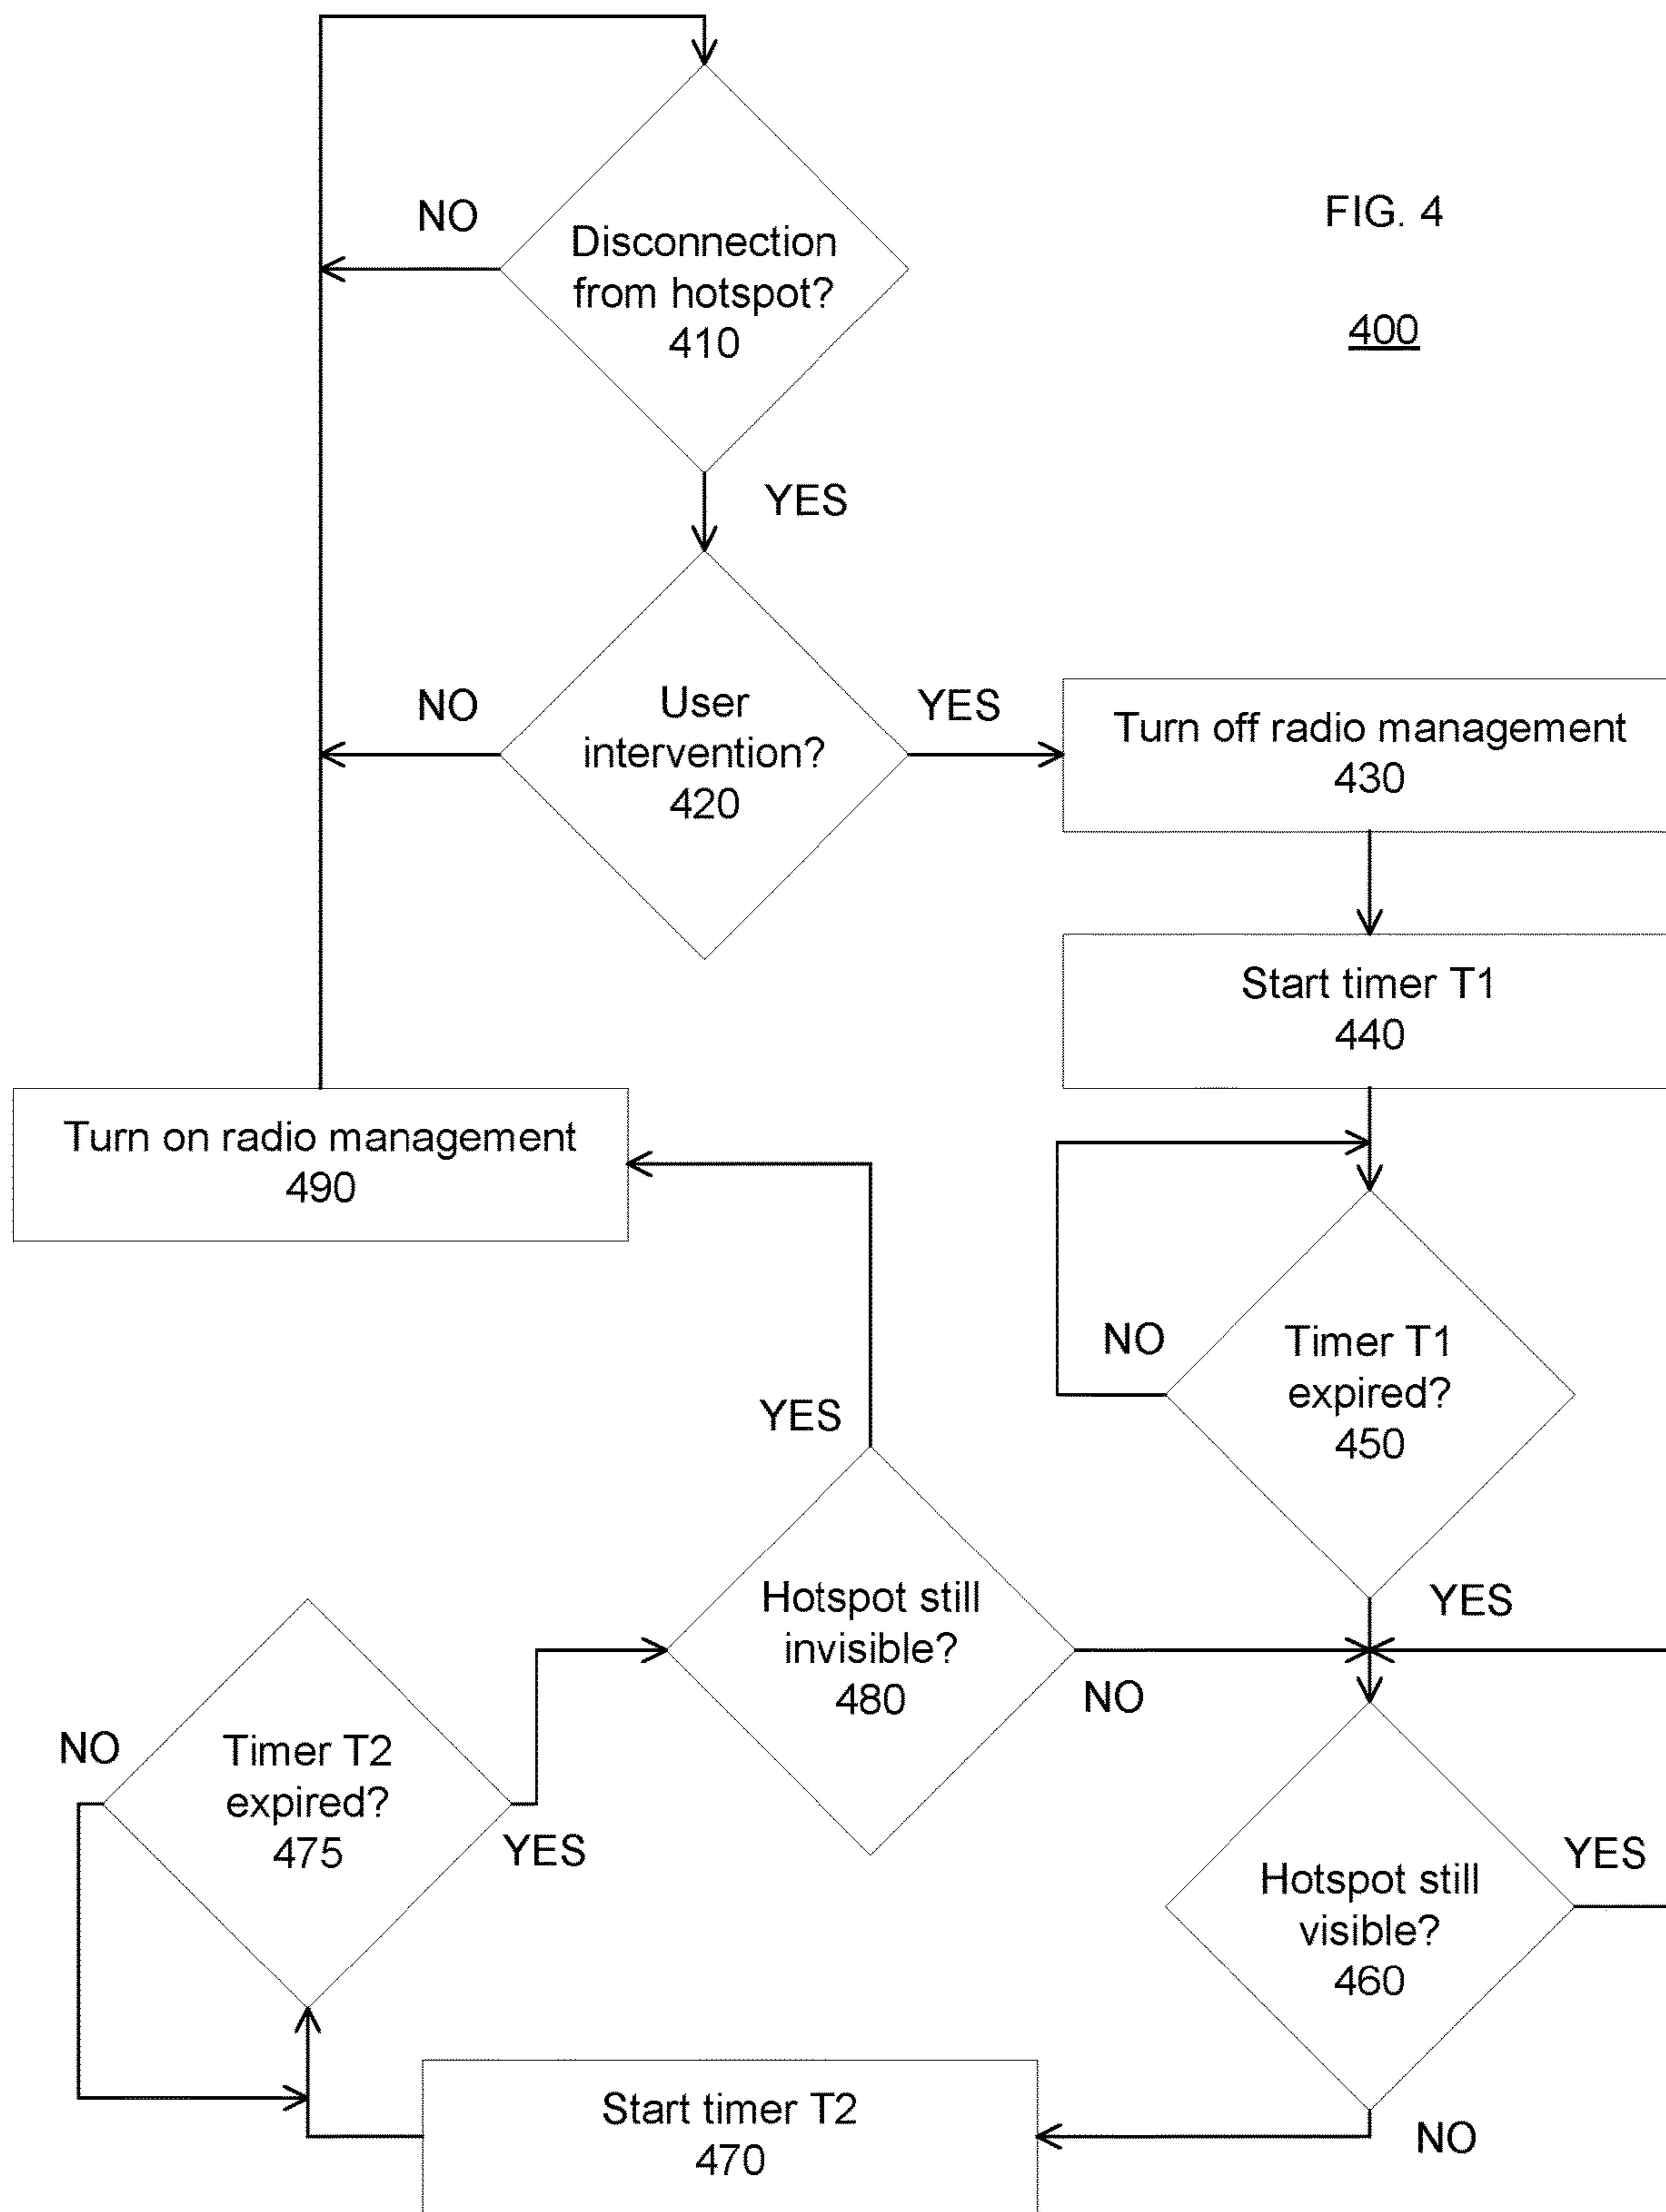 FIG. 4
400
NO
Disconnection
from hotspot?
410
YES
NO
User
intervention?
420
YES
Turn off radio management
430
Start timer T1
440
Turn on radio management
490
NO
Timer T1
expired?
450
YES
YES
Hotspot still
invisible?
480
NO
NO
Timer T2
expired?
475
YES
Hotspot still
visible?
460
YES
NO
Start timer T2
470